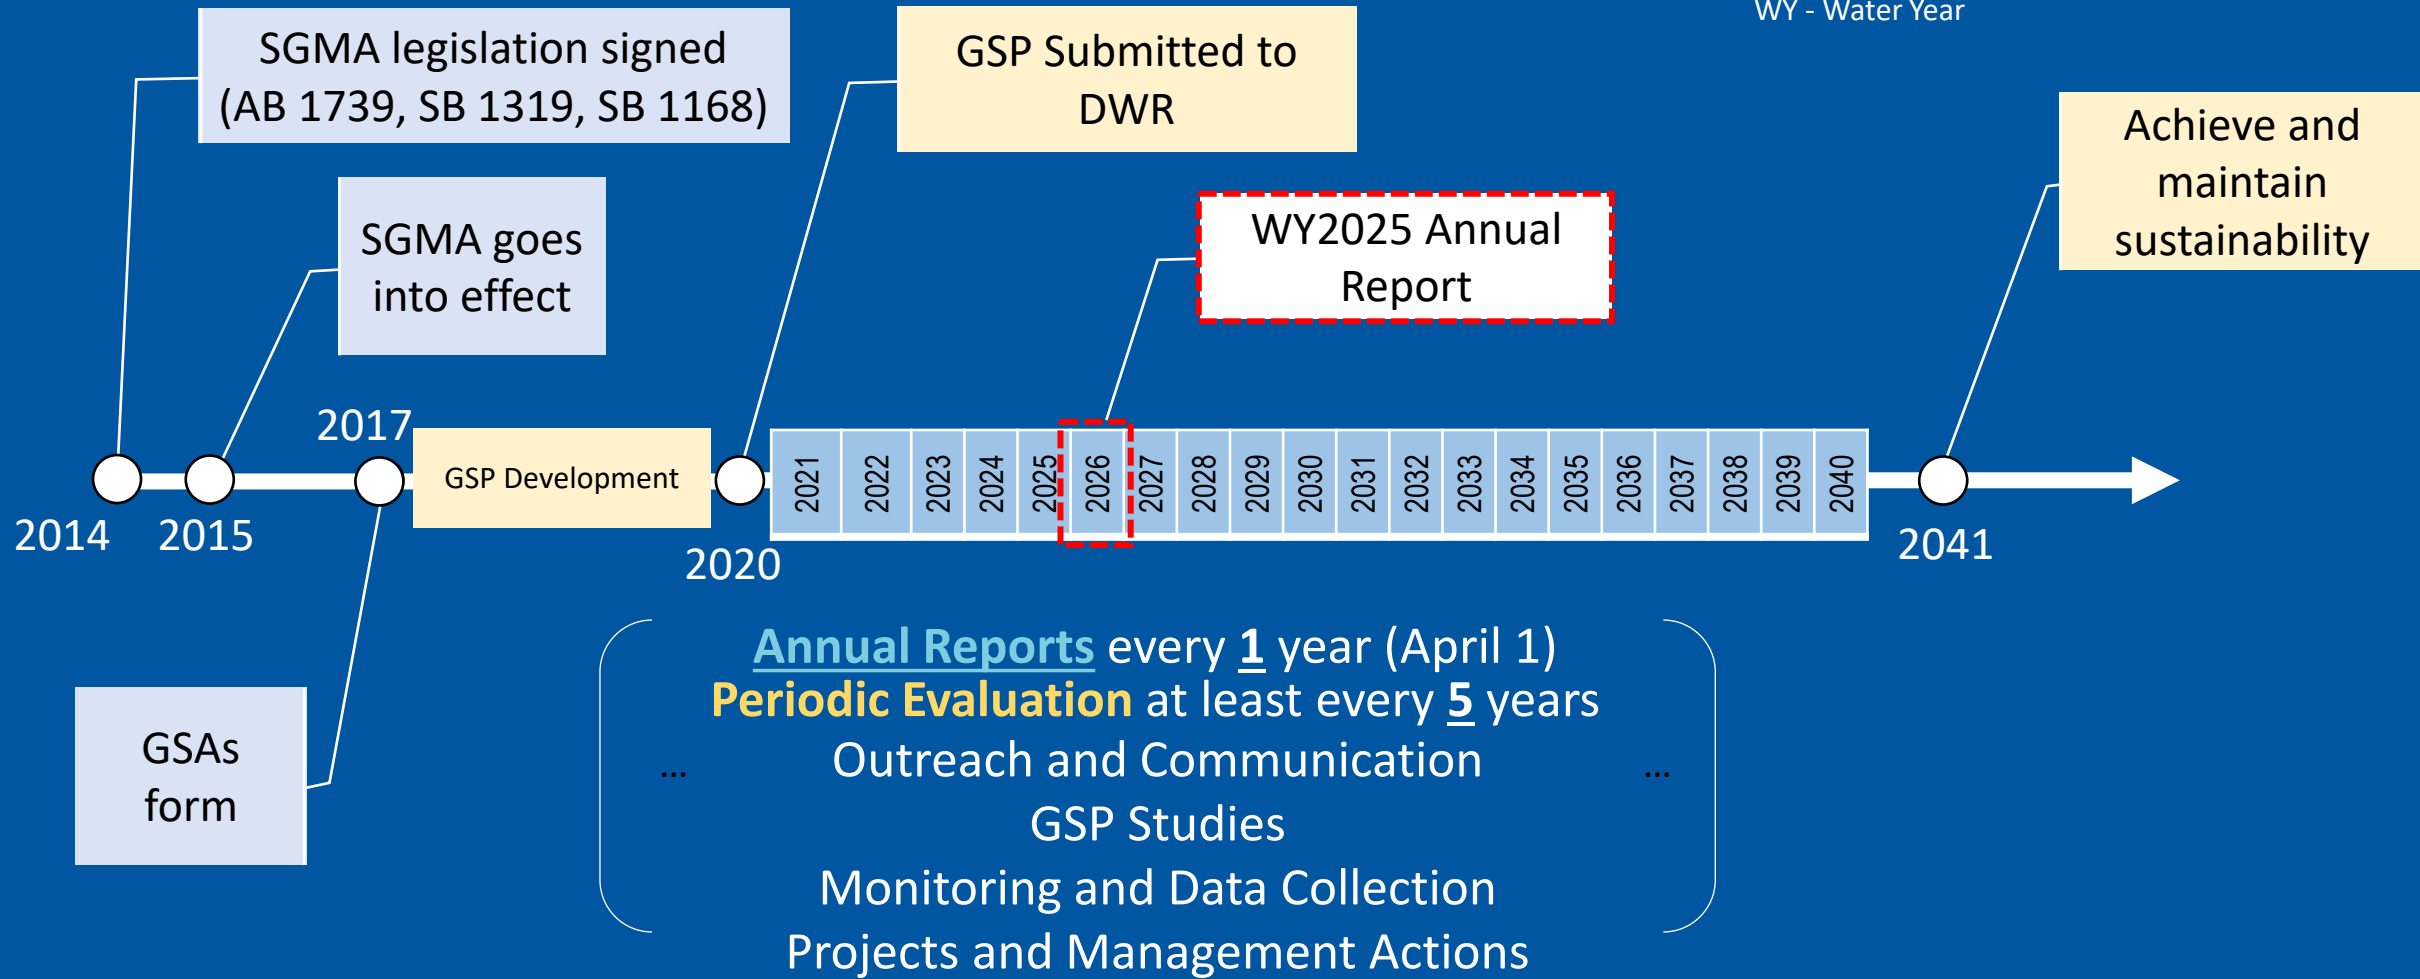 WY - Water Year
SGMA legislation signed
(AB 1739, SB 1319, SB 1168)
GSP Submitted to
DWR
Achieve and
maintain
sustainability
SGMA goes
into effect
WY2025 Annual
Report
2017
GSP Development
2021
2022
2023
2024
2025
2026
2027
2028
2029
2030
2031
2032
2033
2034
2035
2036
2037
2038
2039
2040
2014
2015
2020
2041
Annual Reports every 1 year (April 1)
Periodic Evaluation at least every 5 years
... Outreach and Communication ...
GSP Studies
Monitoring and Data Collection
Projects and Management Actions
GSAs
form